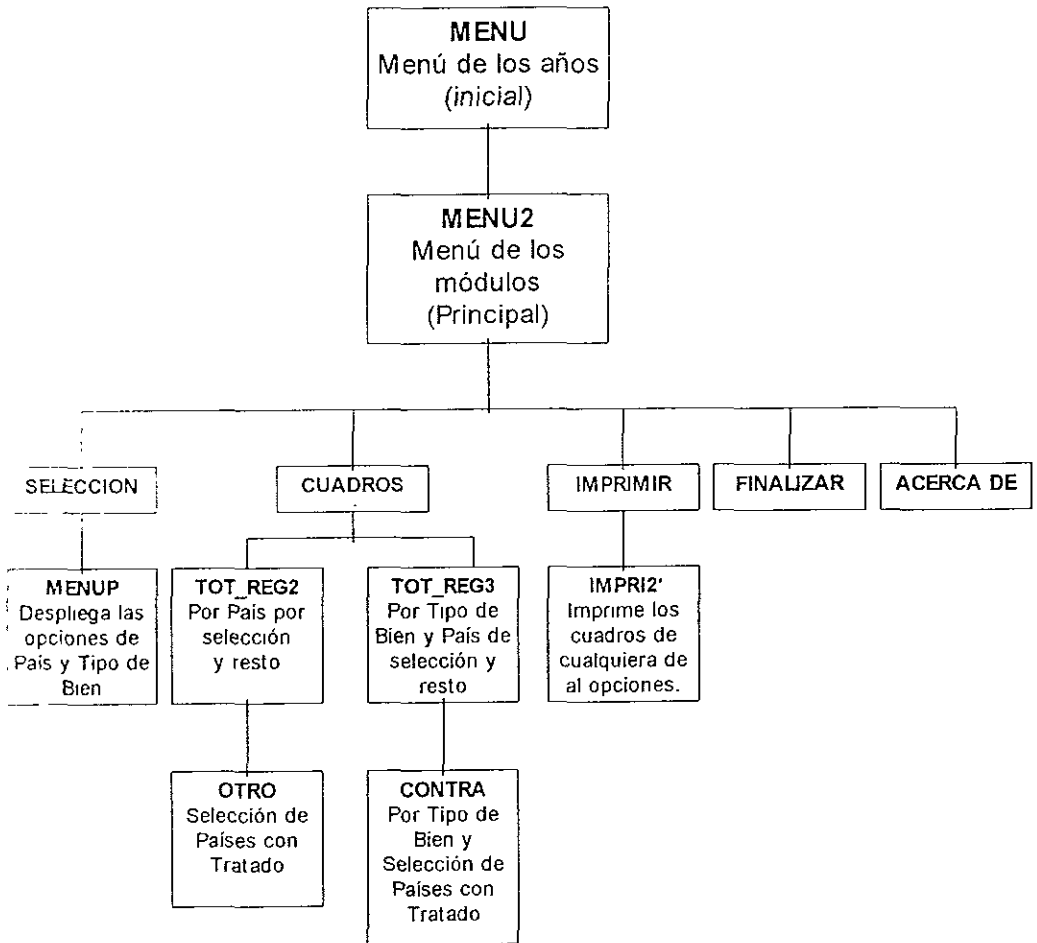 MENU
Menú de los años
(inicial)
MENU2
Menú de los
módulos
(Principal)
SELECCION
CUADROS
IMPRIMIR
FINALIZAR
ACERCA DE
MENUP
Despliega las
opciones de
País y Tipo de
Bien
TOT_REG2
Por País por
selección
y resto
TOT_REG3
Por Tipo de
Bien y País de
selección y
resto
IMPRI2'
Imprime los
cuadros de
cualquiera de
al opciones.
OTRO
Selección de
Países con
Tratado
CONTRA
Por Tipo de
Bien y
Selección de
Países con
Tratado